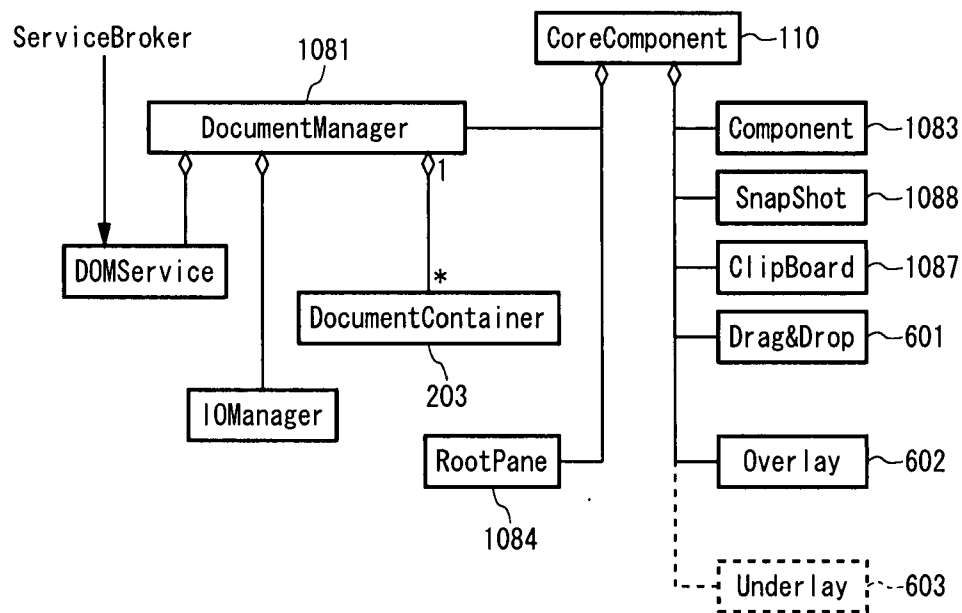 CoreComponent 110
ServiceBroker
1081
DocumentManager
Component 1083
1
SnapShot 1088
DOMService
ClipBoard 1087
*
DocumentContainer
Drag&Drop 601
203
IOManager
RootPane
Overlay 602
1084
Underlay 603